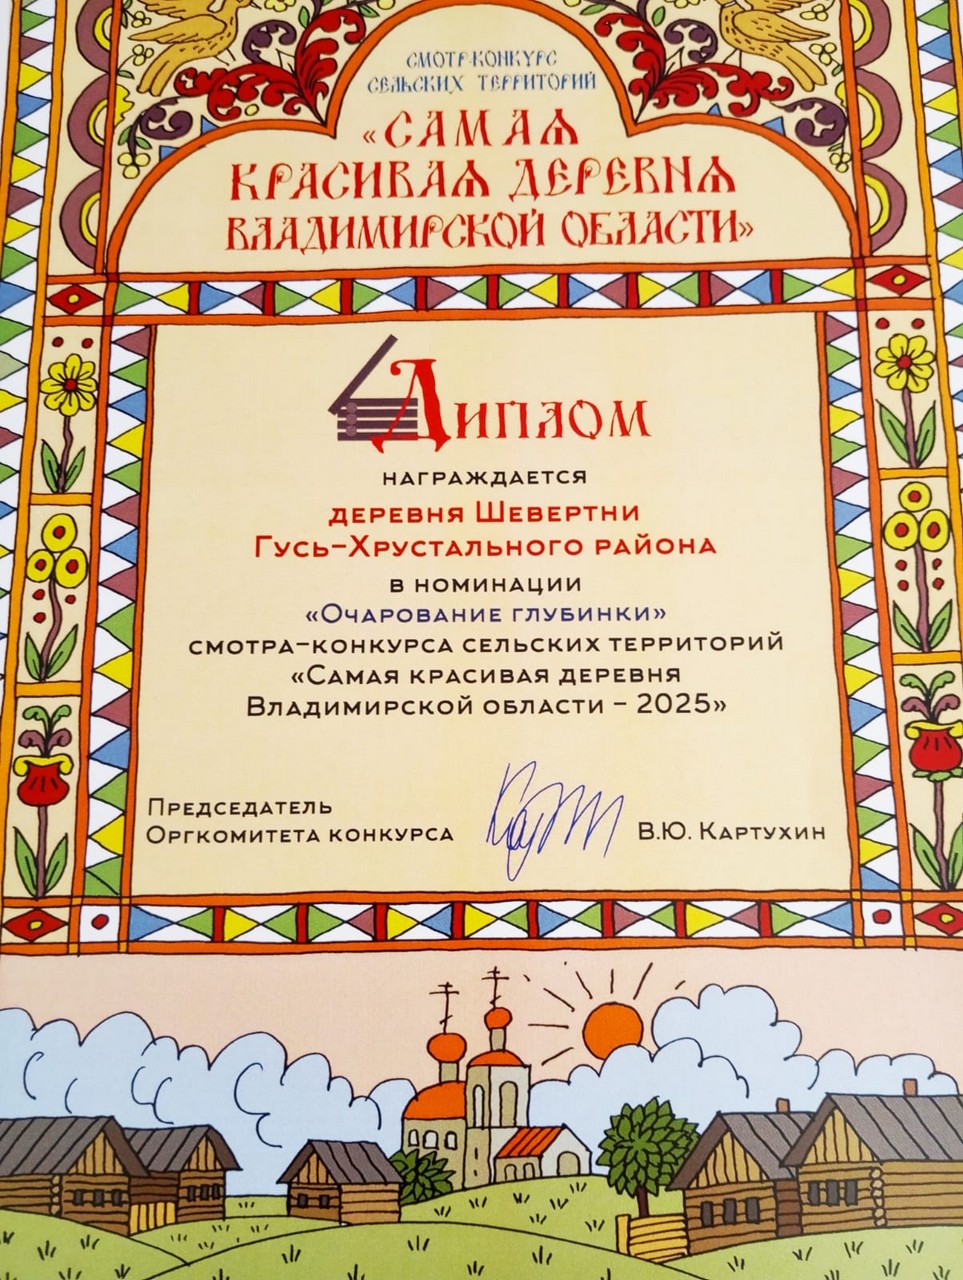 СМОТР-КОНКУРС
СЕЛЬСКИХ ТЕРРИТОРИЙ
«САМАЯ
КРАСИВАЯ ДЕРЕВНЯ
ВЛАДИМИРСКОЙ ОБЛАСТИ»
Диплом
НАГРАЖДАЕТСЯ
ДЕРЕВНЯ ШЕВЕРТНИ
ГУСЬ-ХРУСТАЛЬНОГО РАЙОНА
В НОМИНАЦИИ
«ОЧАРОВАНИЕ ГЛУБИНКИ»
СМОТРА-КОНКУРСА СЕЛЬСКИХ ТЕРРИТОРИЙ
«САМАЯ КРАСИВАЯ ДЕРЕВНЯ
ВЛАДИМИРСКОЙ ОБЛАСТИ - 2025»
ПРЕДСЕДАТЕЛЬ
ОРГКОМИТЕТА КОНКУРСА В.Ю. КАРТУХИН